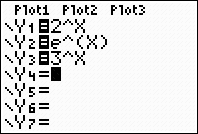 Plot1 Plot2 Plot3
\Y1=2^X
\Y2=e^(X)
\Y3=3^X
\Y4=
\Y5=
\Y6=
\Y7=